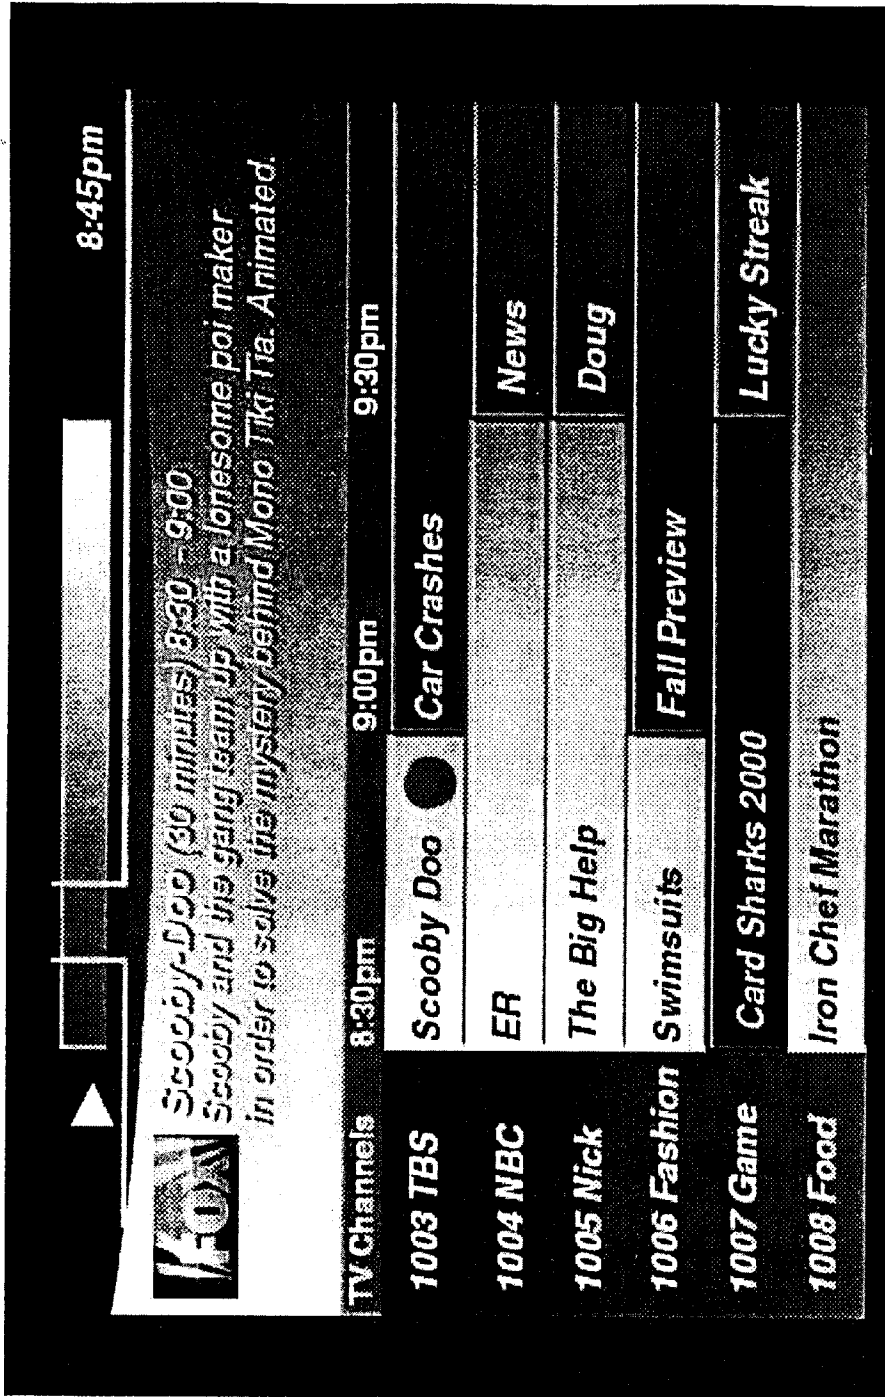 8:45pm
FOX
Scooby-Doo (30 minutes) 8:30 - 9:00
Scooby and the gang team up with a lonesome poi maker
in order to solve the mystery behind Mono Tiki Tia. Animated.
TV Channels 8:30pm 9:00pm 9:30pm
1003 TBS Scooby Doo Car Crashes
1004 NBC ER News
1005 Nick The Big Help Doug
1006 Fashion Swimsuits Fall Preview
1007 Game Card Sharks 2000 Lucky Streak
1008 Food Iron Chef Marathon